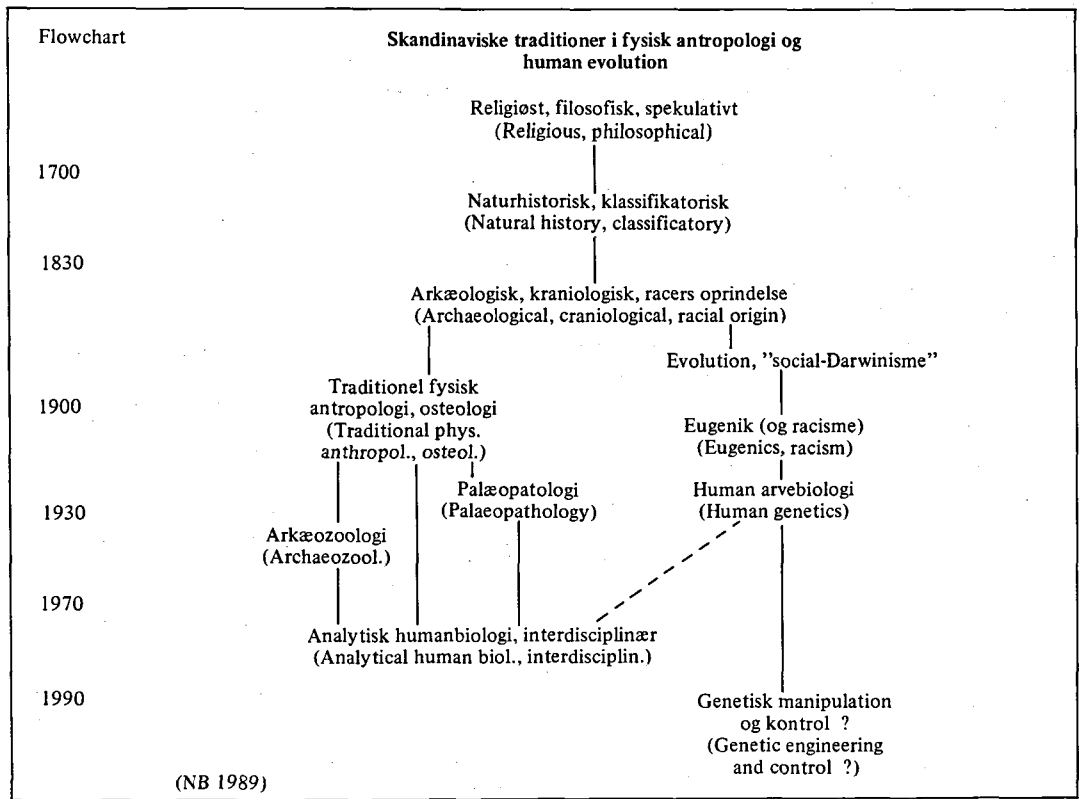 Flowchart
Skandinaviske traditioner i fysisk antropologi og
human evolution
Religiøst, filosofisk, spekulativt
(Religious, philosophical)
1700
Naturhistorisk, klassifikatorisk
(Natural history, classificatory)
1830
Arkæologisk, kraniologisk, racers oprindelse
(Archaeological, craniological, racial origin)
Evolution, "social-Darwinisme"
Traditionel fysisk
1900
antropologi, osteologi
(Traditional phys.
anthropol., osteol.)
Eugenik (og racisme)
(Eugenics, racism)
Palæopatologi
(Palaeopathology)
Human arvebiologi
(Human genetics)
1930
Arkæozoologi
(Archaeozool.)
1970
Analytisk humanbiologi, interdisciplinær
(Analytical human biol., interdisciplin.)
1990
Genetisk manipulation
og kontrol ?
(Genetic engineering
and control ?)
(NB 1989)